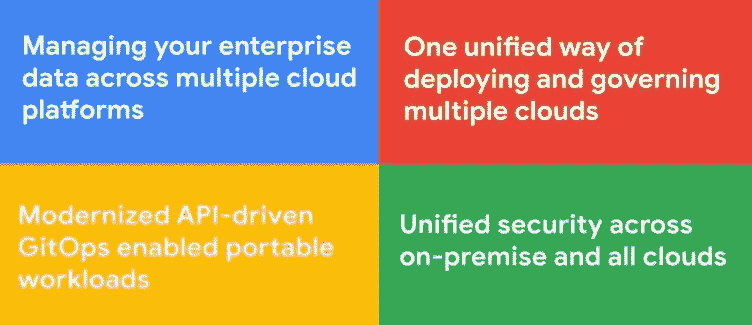 Managing your enterprise
data across multiple cloud
platforms
One unified way of
deploying and governing
multiple clouds
Modernized API-driven
GitOps enabled portable
workloads
Unified security across
on-premise and all clouds